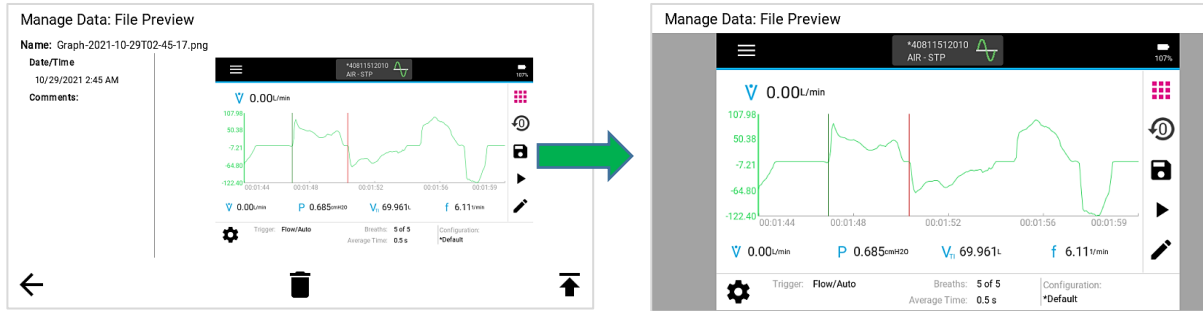 Manage Data: File Preview
Name: Graph-2021-10-29T02-45-17.png
Date/Time
10/29/2021 2:45 AM
Comments:
*40811512010
AIR - STP
107%
V̇ 0.00L/min
107.98
50.38
-7.21
-64.80
-122.40
00:01:44 00:01:48 00:01:52 00:01:56 00:01:59
V̇ 0.00L/min P 0.685cmH2O VTI 69.961L f 6.111/min
Trigger: Flow/Auto Breaths: 5 of 5 Configuration:
Average Time: 0.5 s *Default
0
Manage Data: File Preview
*40811512010
AIR - STP
107%
V̇ 0.00L/min
107.98
50.38
-7.21
-64.80
-122.40
00:01:44 00:01:48 00:01:52 00:01:56 00:01:59
V̇ 0.00L/min P 0.685cmH2O VTI 69.961L f 6.111/min
Trigger: Flow/Auto Breaths: 5 of 5 Configuration:
Average Time: 0.5 s *Default
0